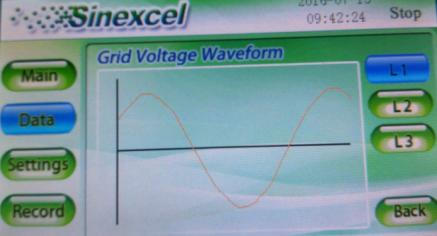 Sinexcel
09:42:24
Stop
Grid Voltage Waveform
Main
Data
Settings
Record
L1
L2
L3
Back